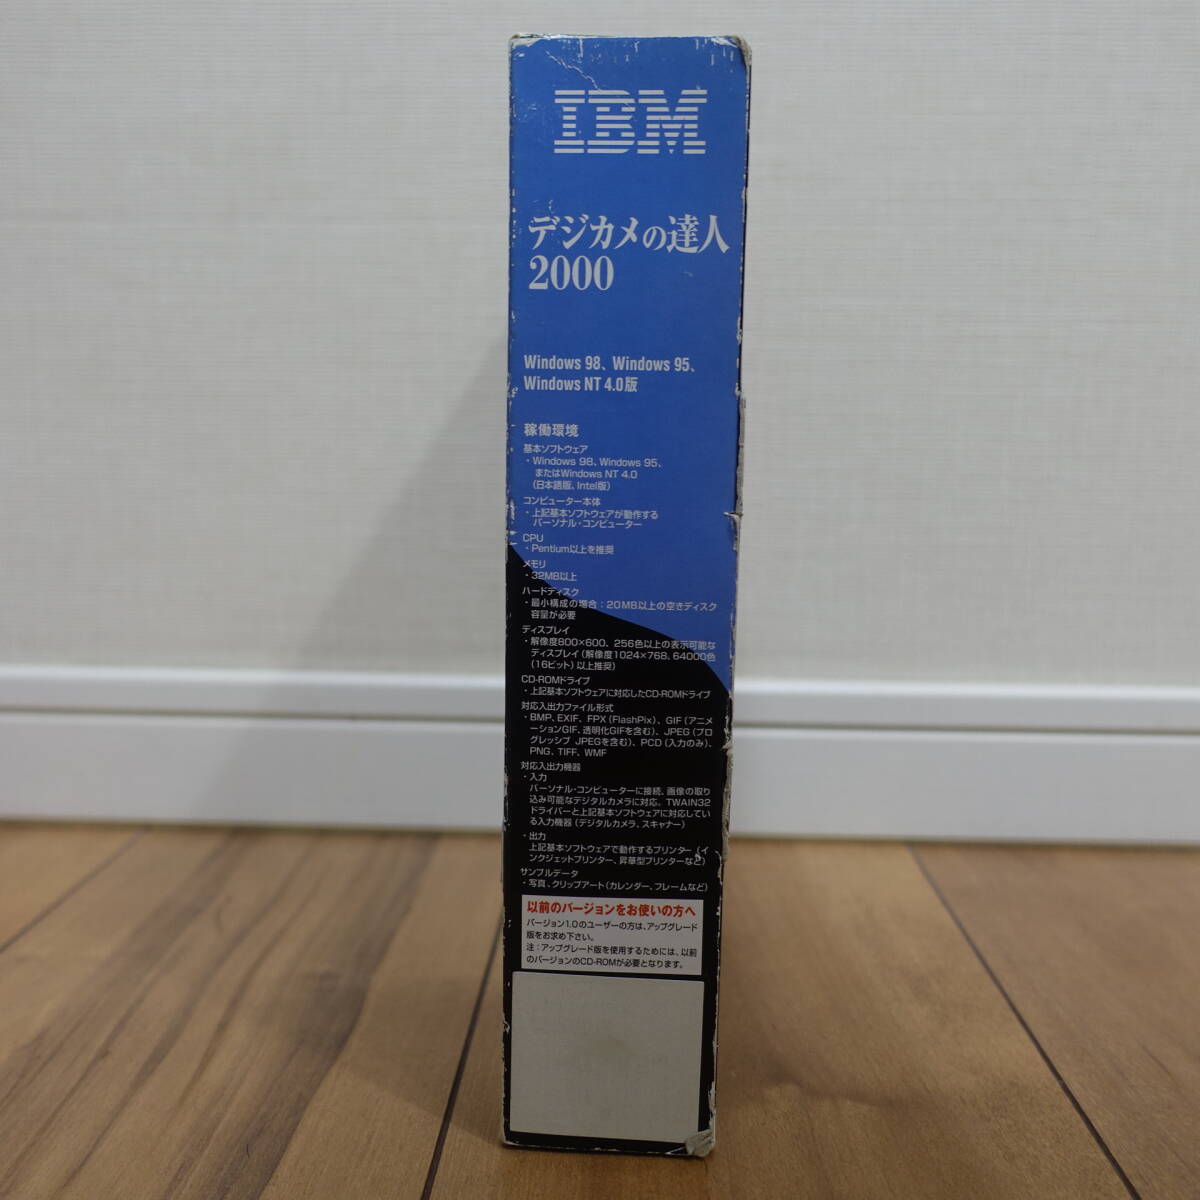 IBM
デジカメの達人
2000
Windows 98、Windows 95、
Windows NT 4.0版
稼働環境
基本ソフトウェア
・Windows 98、Windows 95、
またはWindows NT 4.0
(日本語版、Intel版)
コンピューター本体
・上記基本ソフトウェアが動作する
パーソナル・コンピューター
CPU
・Pentium以上を推奨
メモリ
・32MB以上
ハードディスク
・最小構成の場合：20MB以上の空きディスク
容量が必要
ディスプレイ
・解像度800×600、256色以上の表示可能な
ディスプレイ(解像度1024×768、64000色
(16ビット)以上推奨)
CD-ROMドライブ
・上記基本ソフトウェアに対応したCD-ROMドライブ
対応入出力ファイル形式
・BMP、EXIF、FPX(FlashPix)、GIF(アニメ
ーションGIF、透明化GIFを含む)、JPEG(プロ
グレッシブ JPEGを含む)、PCD(入力のみ)、
PNG、TIFF、WMF
対応入出力機器
・入力
パーソナル・コンピューターに接続、画像の取り
込み可能なデジタルカメラに対応。TWAIN32
ドライバーと上記基本ソフトウェアに対応してい
る入力機器(デジタルカメラ、スキャナー)
・出力
上記基本ソフトウェアで動作するプリンター(イ
ンクジェットプリンター、昇華型プリンターなど)
サンプルデータ
・写真、クリップアート(カレンダー、フレームなど)
以前のバージョンをお使いの方へ
バージョン1.0のユーザーの方は、アップグレード
版をお求め下さい。
注：アップグレード版を使用するためには、以前
のバージョンのCD-ROMが必要となります。